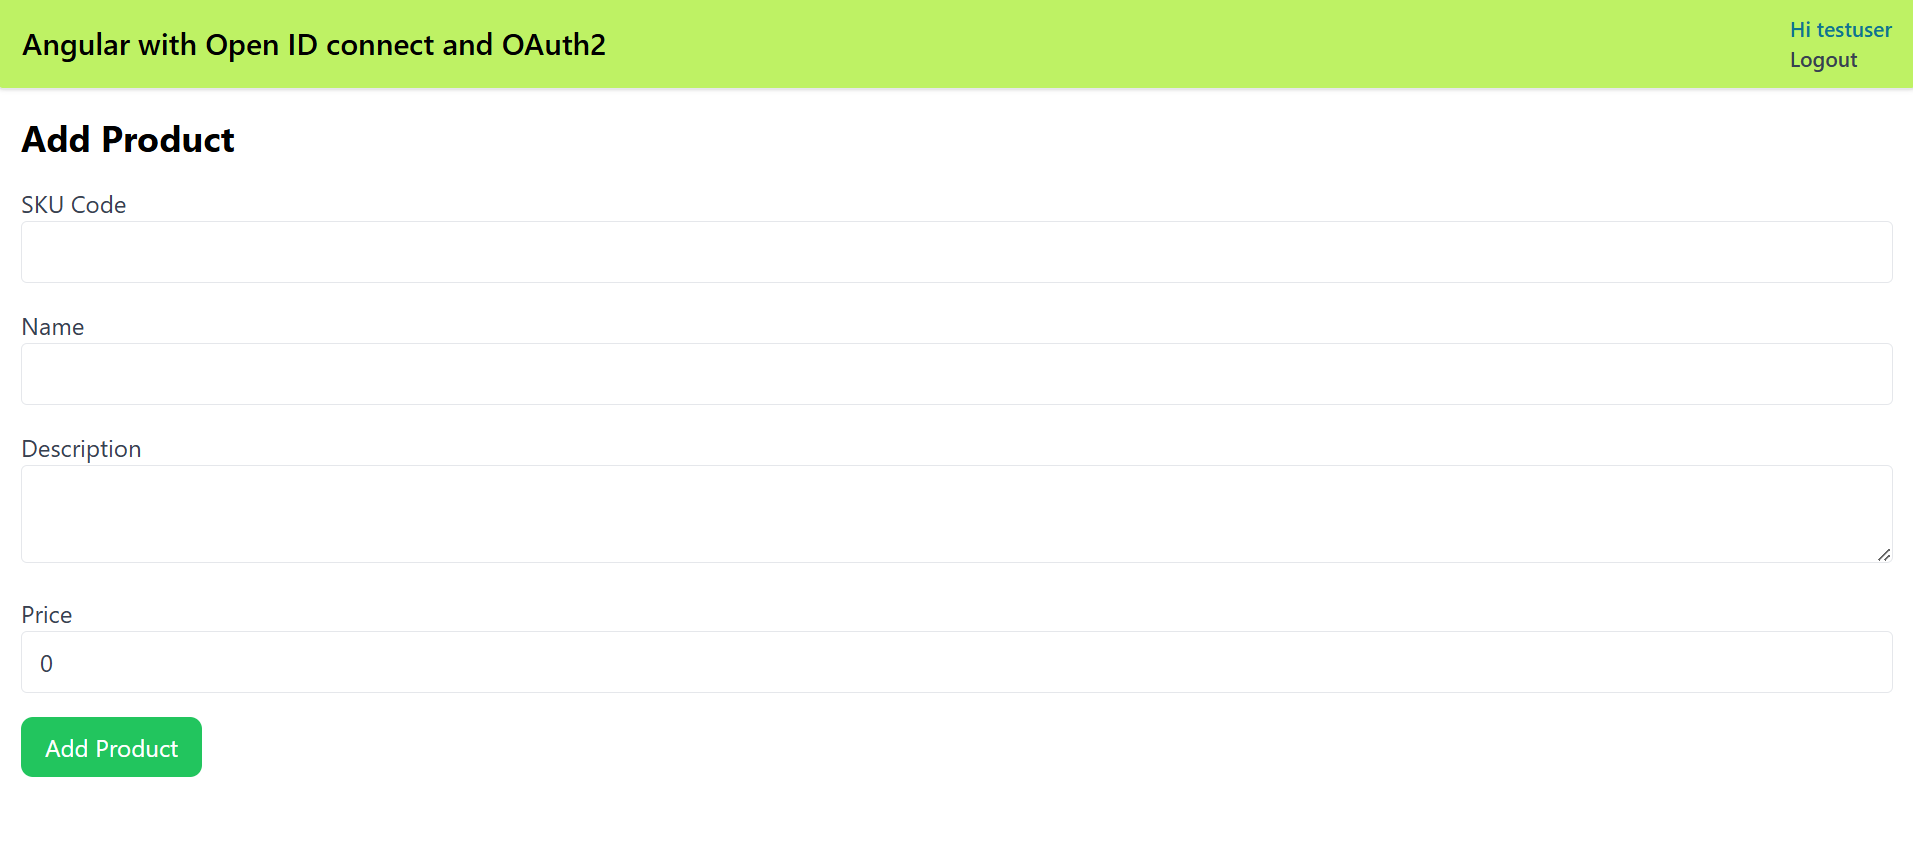 Angular with Open ID connect and OAuth2
Hi testuser
Logout
Add Product
SKU Code
Name
Description
Price
0
Add Product